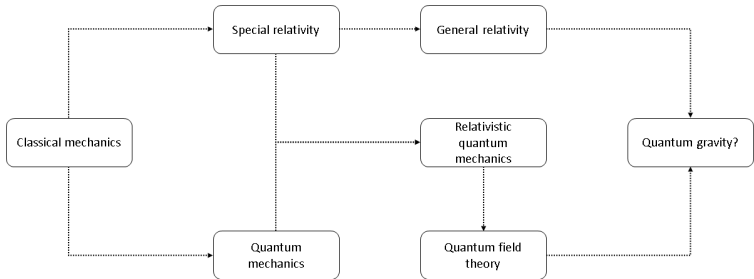 Special relativity
General relativity
Classical mechanics
Relativistic
quantum
mechanics
Quantum gravity?
Quantum
mechanics
Quantum field
theory